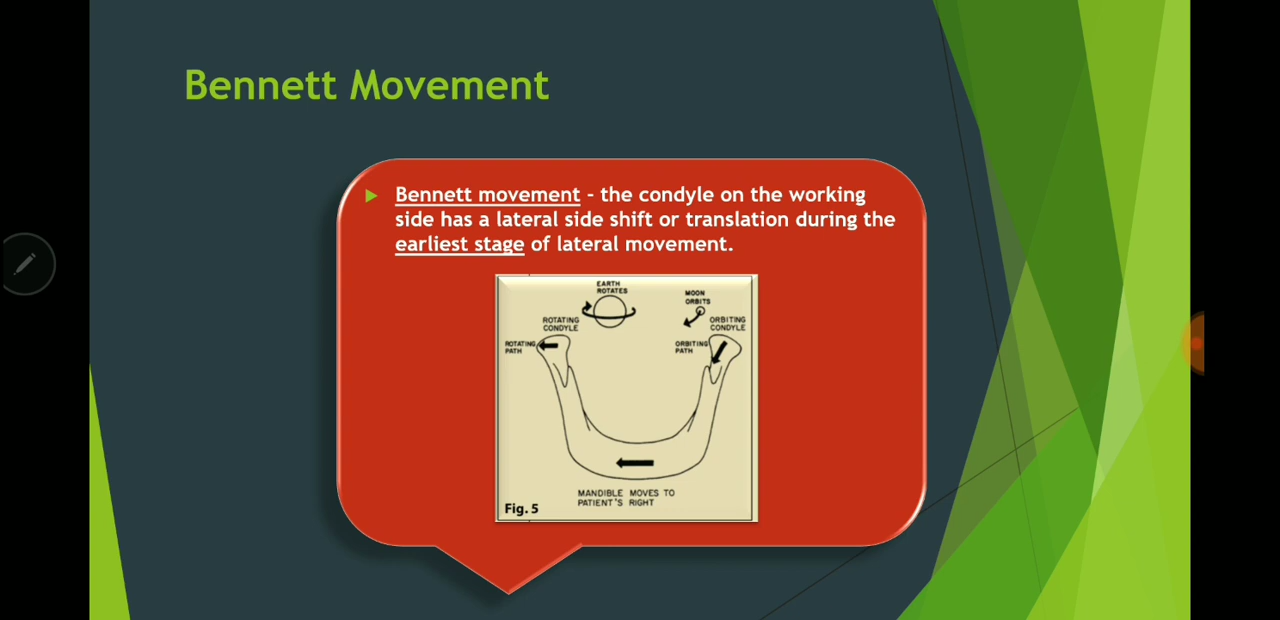 Bennett Movement
Bennett movement - the condyle on the working
side has a lateral side shift or translation during the
earliest stage of lateral movement.
EARTH
ROTATES
MOON
ORBITS
ROTATING
CONDYLE
ORBITING
CONDYLE
ROTATING
PATH
ORBITING
PATH
MANDIBLE MOVES TO
PATIENT'S RIGHT
Fig. 5